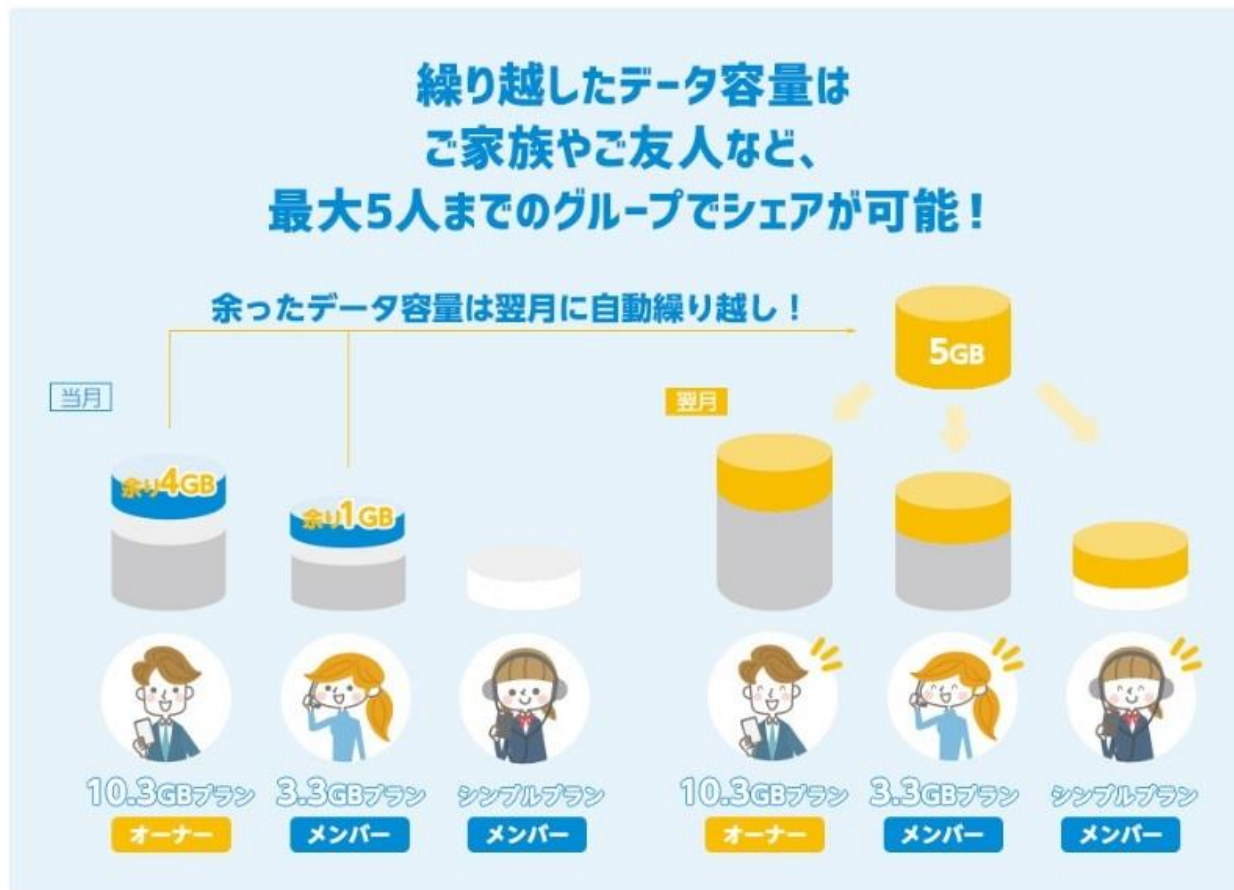 繰り越したデータ容量は
ご家族やご友人など、
最大5人までのグループでシェアが可能！
余ったデータ容量は翌月に自動繰り越し！
5GB
当月
翌月
余り4GB
余り1GB
10.3GBプラン
3.3GBプラン
シンプルプラン
10.3GBプラン
3.3GBプラン
シンプルプラン
オーナー
メンバー
メンバー
オーナー
メンバー
メンバー